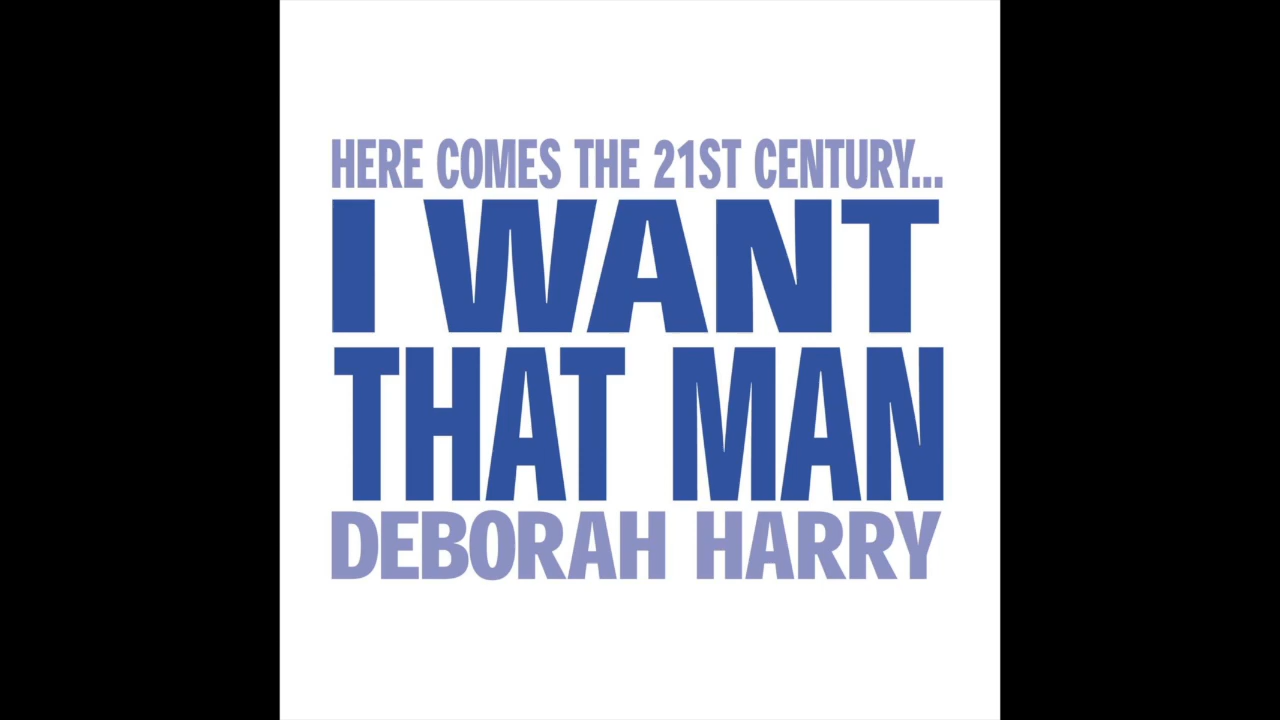 HERE COMES THE 21ST CENTURY...
I WANT
THAT MAN
DEBORAH HARRY